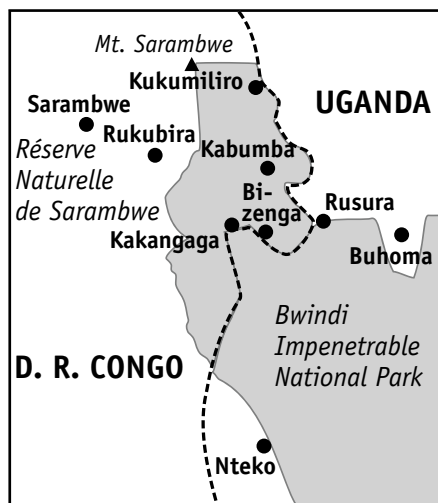 Mt. Sarambwe
Kukumiliro
UGANDA
Sarambwe
Rukubira
Réserve
Naturelle
de Sarambwe
Kabumba
Bi-
zenga
Rusura
Kakangaga
Buhoma
Bwindi
Impenetrable
National Park
D. R. CONGO
Nteko